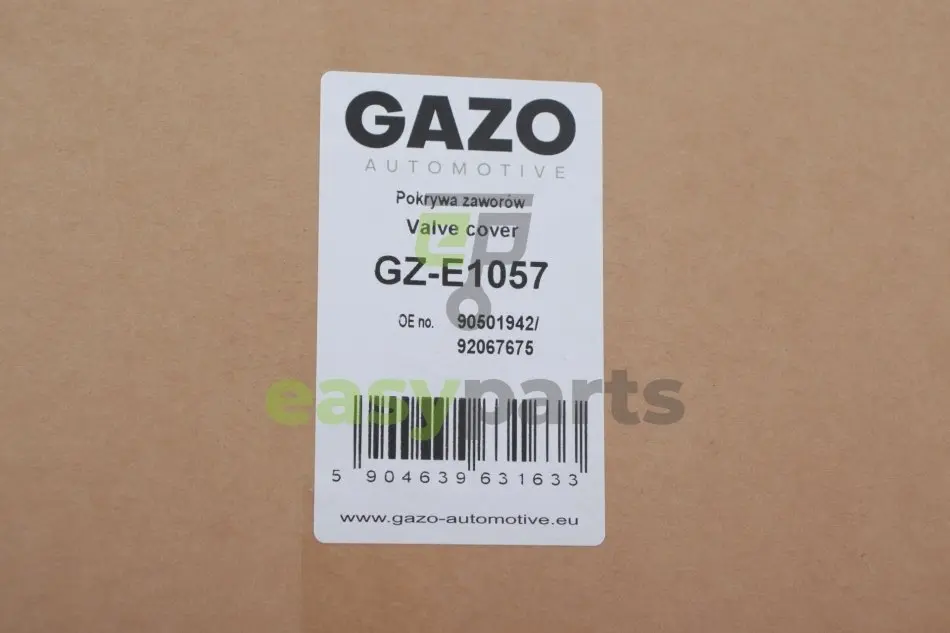 GAZO
AUTOMOTIVE
Pokrywa zaworów
Valve cover
ep
GZ-E1057
OE no. 90501942/
92067675
easyparts
5 904639 631633
www.gazo-automotive.eu